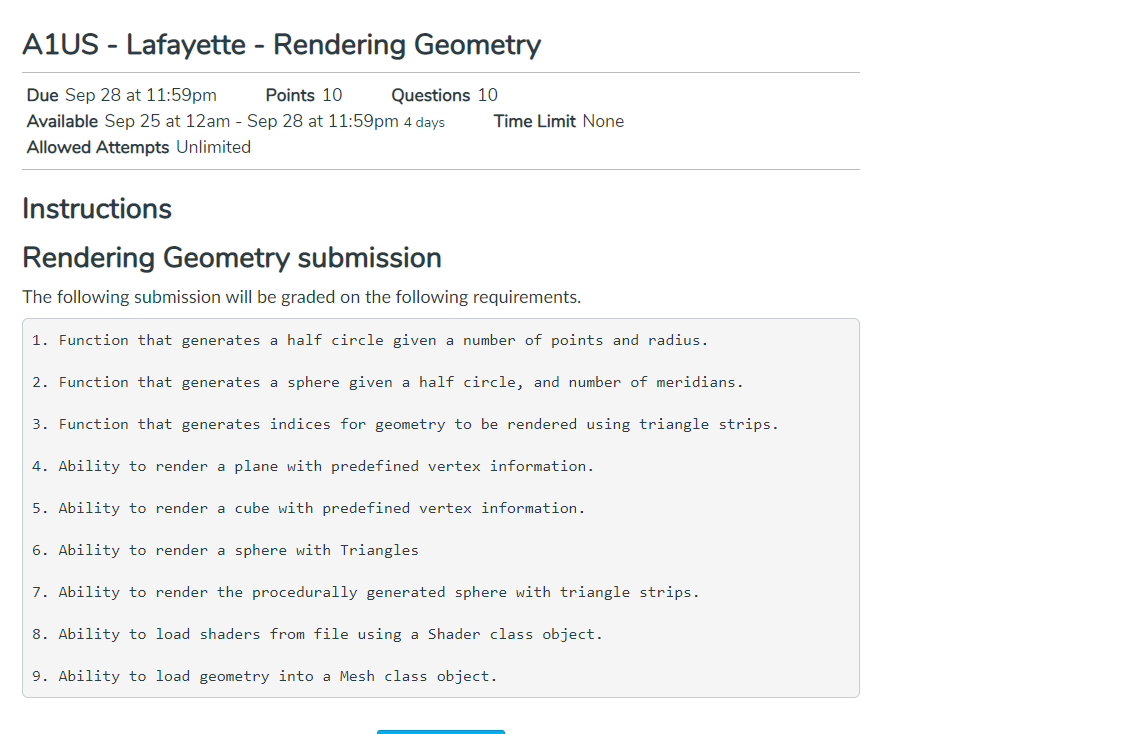 A1US - Lafayette - Rendering Geometry
Due Sep 28 at 11:59pm Points 10 Questions 10
Available Sep 25 at 12am - Sep 28 at 11:59pm 4 days Time Limit None
Allowed Attempts Unlimited
Instructions
Rendering Geometry submission
The following submission will be graded on the following requirements.
1. Function that generates a half circle given a number of points and radius.
2. Function that generates a sphere given a half circle, and number of meridians.
3. Function that generates indices for geometry to be rendered using triangle strips.
4. Ability to render a plane with predefined vertex information.
5. Ability to render a cube with predefined vertex information.
6. Ability to render a sphere with Triangles
7. Ability to render the procedurally generated sphere with triangle strips.
8. Ability to load shaders from file using a Shader class object.
9. Ability to load geometry into a Mesh class object.